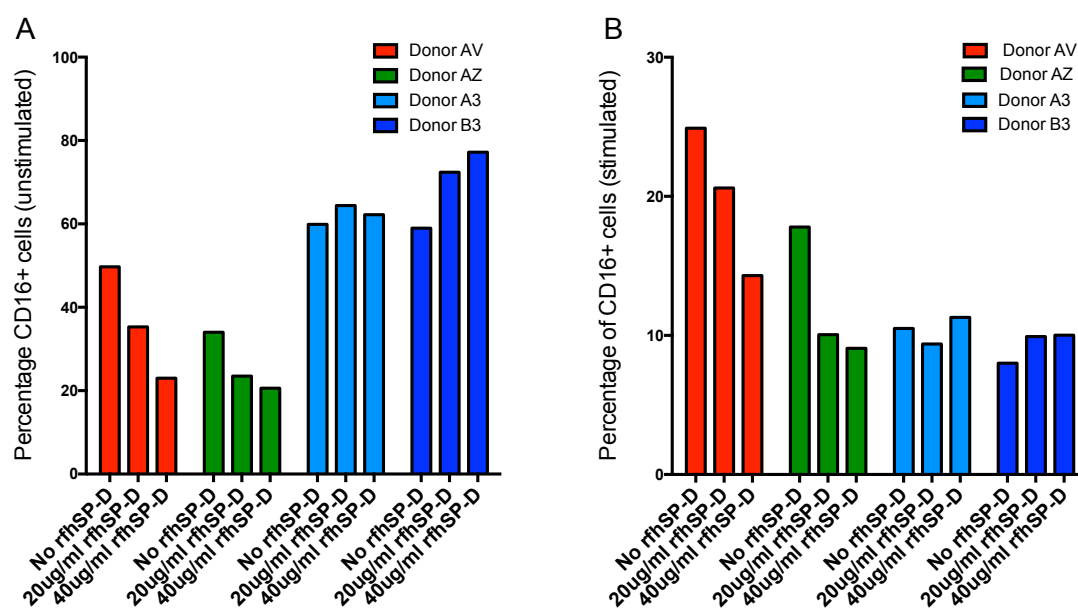 A
Percentage CD16+ cells (unstimulated)
100
80
60
40
20
0
Donor AV
Donor AZ
Donor A3
Donor B3
No rfhSP-D
20ug/ml rfhSP-D
40ug/ml rfhSP-D
No rfhSP-D
20ug/ml rfhSP-D
40ug/ml rfhSP-D
No rfhSP-D
20ug/ml rfhSP-D
40ug/ml rfhSP-D
No rfhSP-D
20ug/ml rfhSP-D
40ug/ml rfhSP-D
B
Percentage of CD16+ cells (stimulated)
30
20
10
0
Donor AV
Donor AZ
Donor A3
Donor B3
No rfhSP-D
20ug/ml rfhSP-D
40ug/ml rfhSP-D
No rfhSP-D
20ug/ml rfhSP-D
40ug/ml rfhSP-D
No rfhSP-D
20ug/ml rfhSP-D
40ug/ml rfhSP-D
No rfhSP-D
20ug/ml rfhSP-D
40ug/ml rfhSP-D